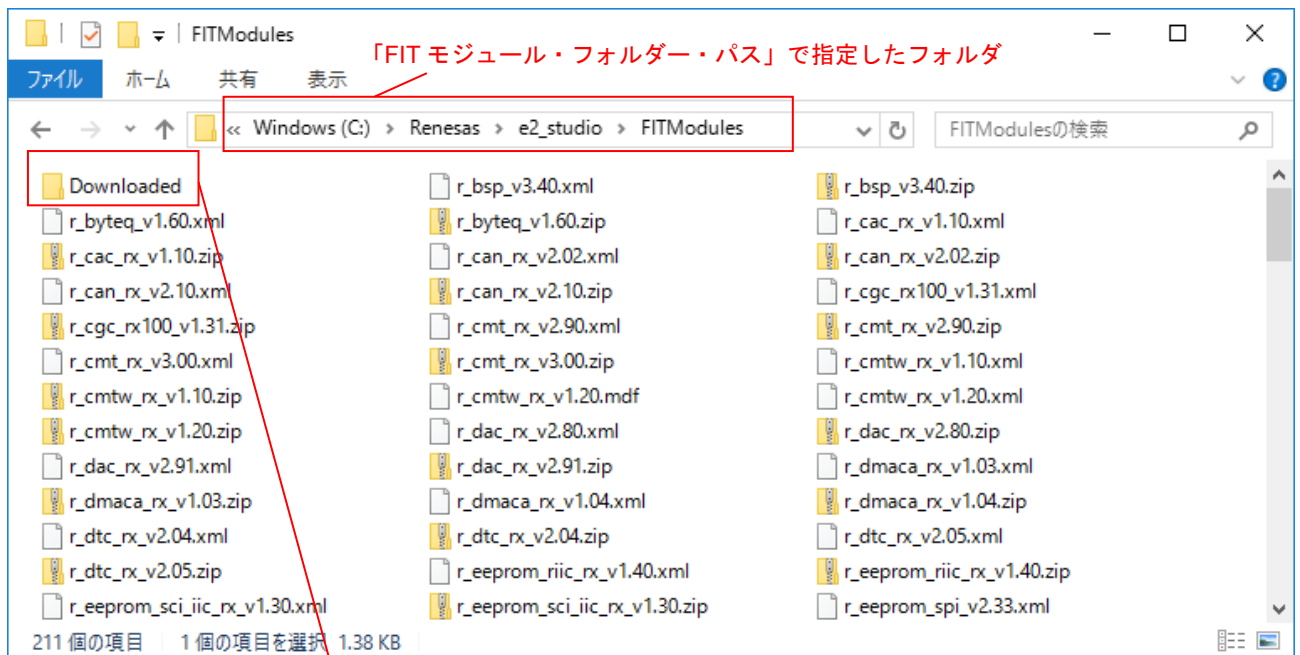 FITModules
「FIT モジュール・フォルダー・パス」で指定したフォルダ
ファイル ホーム 共有 表示
« Windows (C:) > Renesas > e2_studio > FITModules FITModulesの検索
Downloaded r_bsp_v3.40.xml r_bsp_v3.40.zip
r_byteq_v1.60.xml r_byteq_v1.60.zip r_cac_rx_v1.10.xml
r_cac_rx_v1.10.zip r_can_rx_v2.02.xml r_can_rx_v2.02.zip
r_can_rx_v2.10.xml r_can_rx_v2.10.zip r_cgc_rx100_v1.31.xml
r_cgc_rx100_v1.31.zip r_cmt_rx_v2.90.xml r_cmt_rx_v2.90.zip
r_cmt_rx_v3.00.xml r_cmt_rx_v3.00.zip r_cmtw_rx_v1.10.xml
r_cmtw_rx_v1.10.zip r_cmtw_rx_v1.20.mdf r_cmtw_rx_v1.20.xml
r_cmtw_rx_v1.20.zip r_dac_rx_v2.80.xml r_dac_rx_v2.80.zip
r_dac_rx_v2.91.xml r_dac_rx_v2.91.zip r_dmaca_rx_v1.03.xml
r_dmaca_rx_v1.03.zip r_dmaca_rx_v1.04.xml r_dmaca_rx_v1.04.zip
r_dtc_rx_v2.04.xml r_dtc_rx_v2.04.zip r_dtc_rx_v2.05.xml
r_dtc_rx_v2.05.zip r_eeprom_riic_rx_v1.40.xml r_eeprom_riic_rx_v1.40.zip
r_eeprom_sci_iic_rx_v1.30.xml r_eeprom_sci_iic_rx_v1.30.zip r_eeprom_spi_v2.33.xml
211 個の項目 1 個の項目を選択 1.38 KB